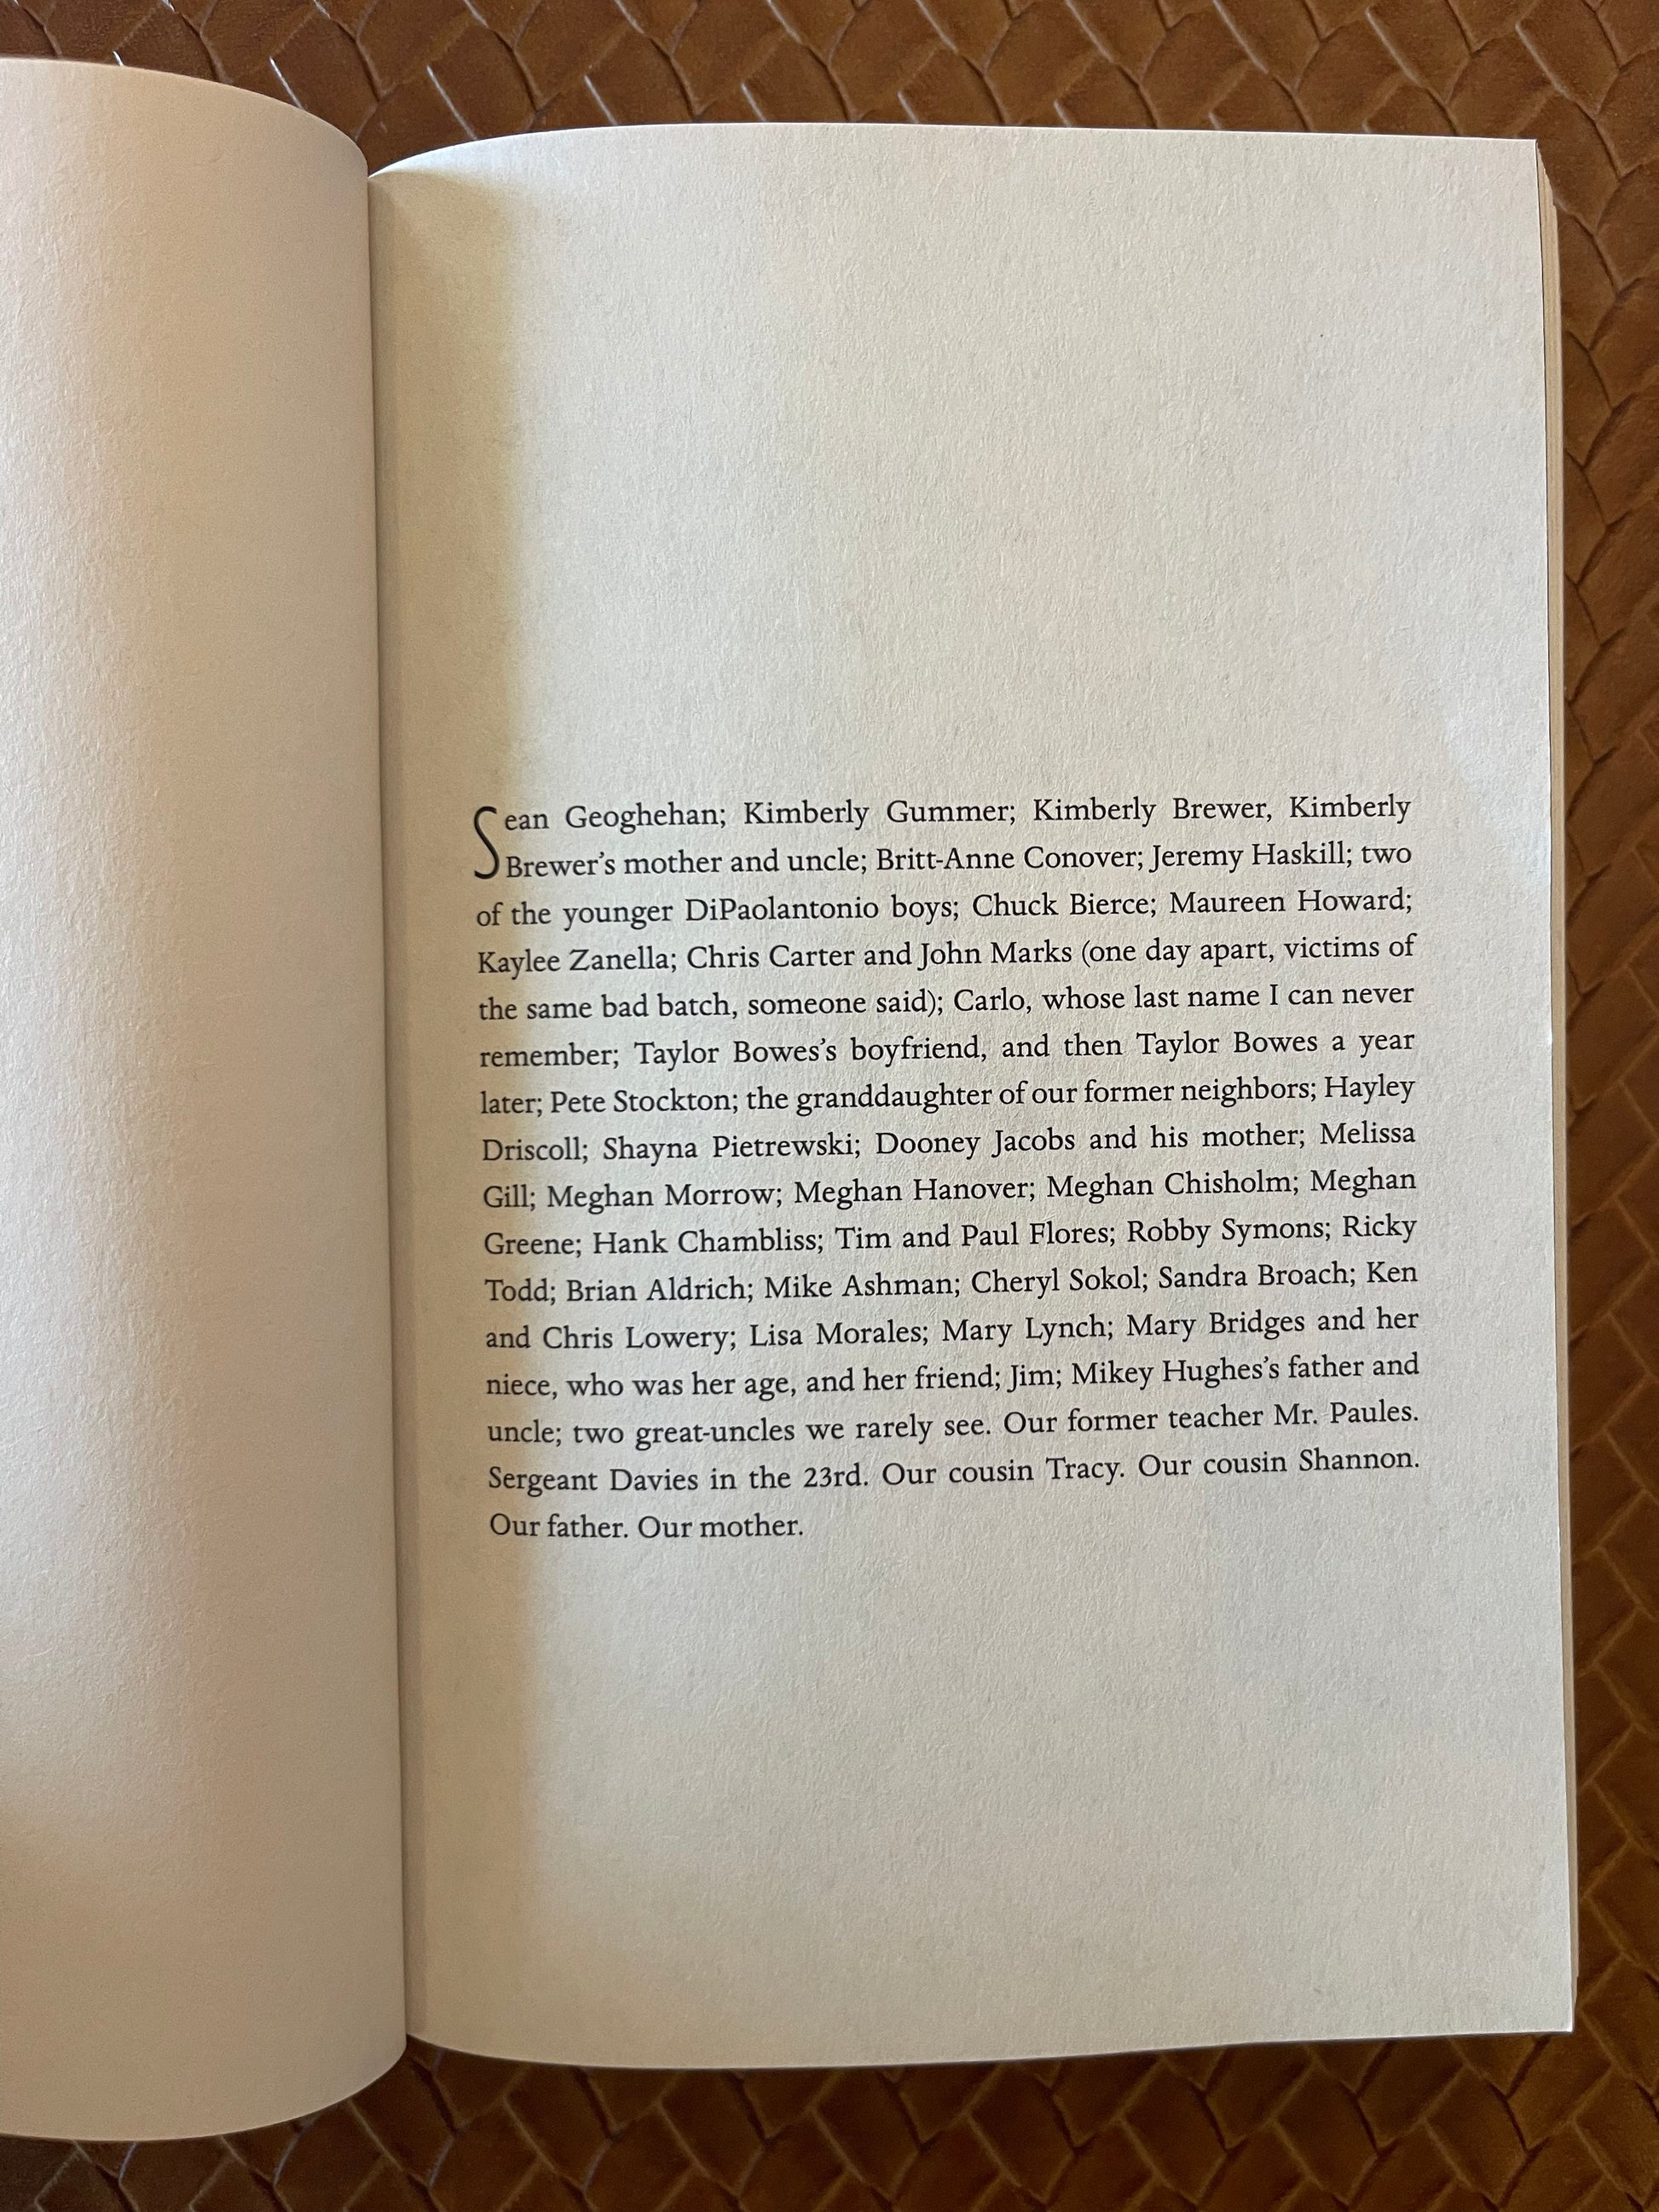 Sean Geoghehan; Kimberly Gummer; Kimberly Brewer, Kimberly
Brewer’s mother and uncle; Britt-Anne Conover; Jeremy Haskill; two
of the younger DiPaolantonio boys; Chuck Bierce; Maureen Howard;
Kaylee Zanella; Chris Carter and John Marks (one day apart, victims of
the same bad batch, someone said); Carlo, whose last name I can never
remember; Taylor Bowes’s boyfriend, and then Taylor Bowes a year
later; Pete Stockton; the granddaughter of our former neighbors; Hayley
Driscoll; Shayna Pietrewski; Dooney Jacobs and his mother; Melissa
Gill; Meghan Morrow; Meghan Hanover; Meghan Chisholm; Meghan
Greene; Hank Chambliss; Tim and Paul Flores; Robby Symons; Ricky
Todd; Brian Aldrich; Mike Ashman; Cheryl Sokol; Sandra Broach; Ken
and Chris Lowery; Lisa Morales; Mary Lynch; Mary Bridges and her
niece, who was her age, and her friend; Jim; Mikey Hughes’s father and
uncle; two great-uncles we rarely see. Our former teacher Mr. Paules.
Sergeant Davies in the 23rd. Our cousin Tracy. Our cousin Shannon.
Our father. Our mother.